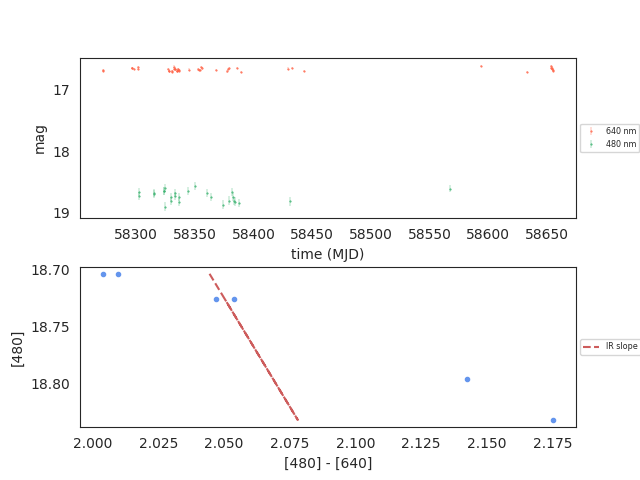 17
18
19
mag
58300 58350 58400 58450 58500 58550 58600 58650
time (MJD)
640 nm
480 nm
18.70
18.75
18.80
[480]
2.000 2.025 2.050 2.075 2.100 2.125 2.150 2.175
[480] - [640]
IR slope